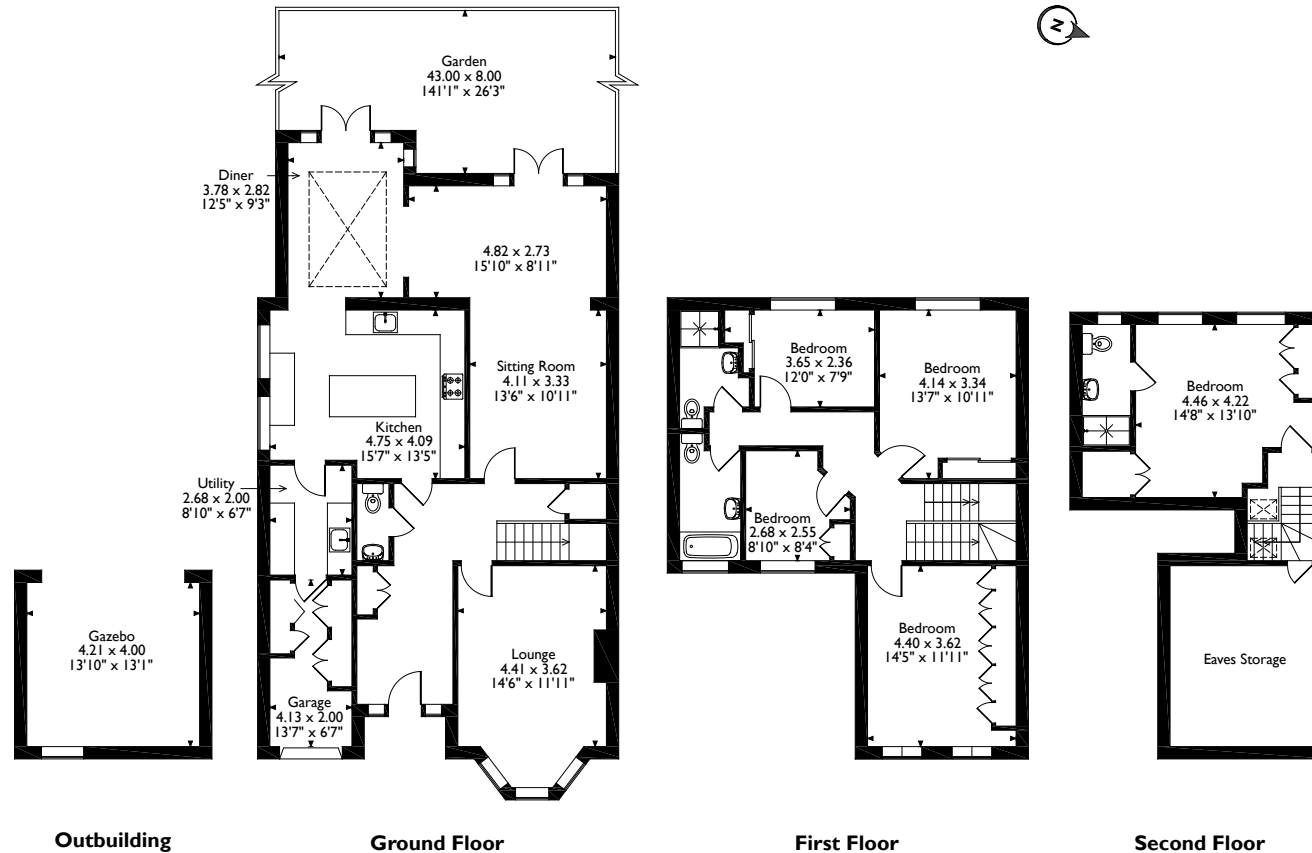 N
Garden
43.00 x 8.00
141'1" x 26'3"
Diner
3.78 x 2.82
12'5" x 9'3"
4.82 x 2.73
15'10" x 8'11"
Sitting Room
4.11 x 3.33
13'6" x 10'11"
Kitchen
4.75 x 4.09
15'7" x 13'5"
Utility
2.68 x 2.00
8'10" x 6'7"
Gazebo
4.21 x 4.00
13'10" x 13'1"
Garage
4.13 x 2.00
13'7" x 6'7"
Lounge
4.41 x 3.62
14'6" x 11'11"
Bedroom
3.65 x 2.36
12'0" x 7'9"
Bedroom
4.14 x 3.34
13'7" x 10'11"
Bedroom
2.68 x 2.55
8'10" x 8'4"
Bedroom
4.40 x 3.62
14'5" x 11'11"
Bedroom
4.46 x 4.22
14'8" x 13'10"
Eaves Storage
Outbuilding
Ground Floor
First Floor
Second Floor